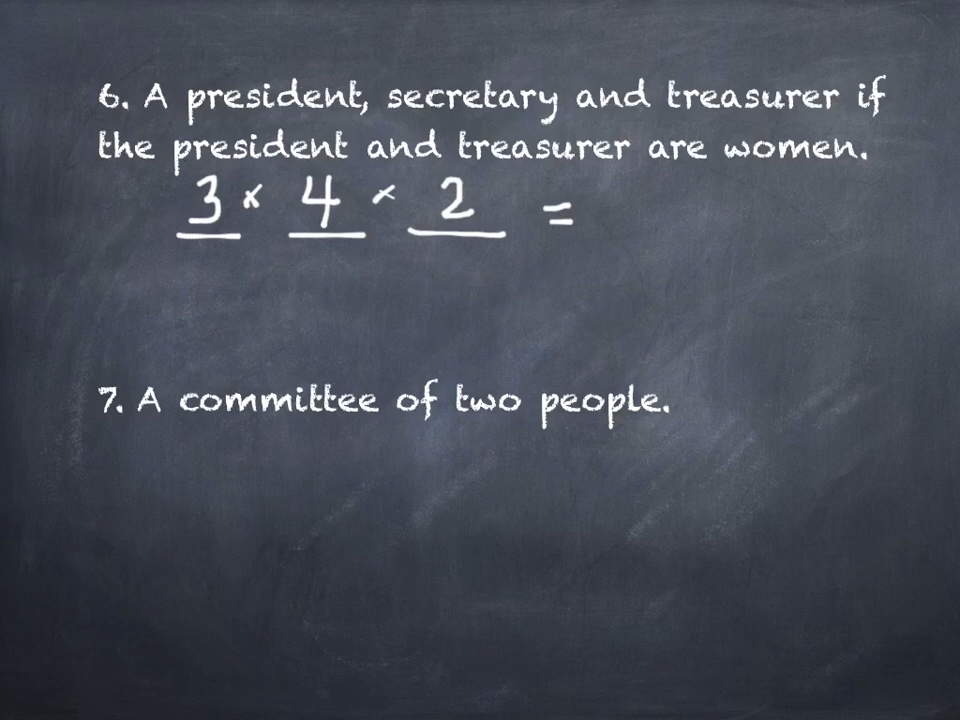 6. A president, secretary and treasurer if
the president and treasurer are women.
3 × 4 × 2 =
7. A committee of two people.